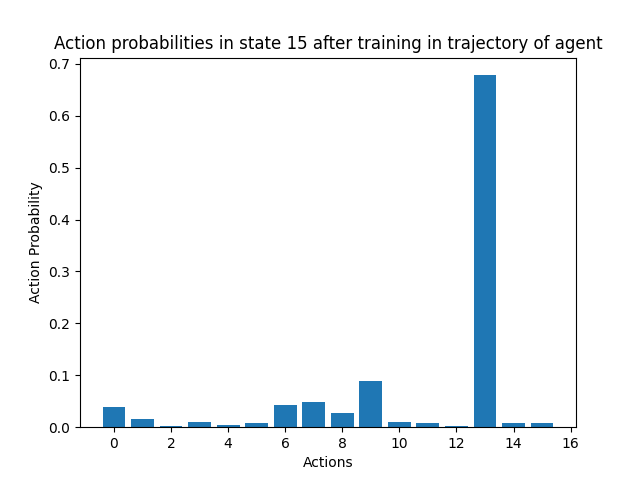 Action probabilities in state 15 after training in trajectory of agent
0.7
0.6
0.5
0.4
0.3
0.2
0.1
0.0
Action Probability
0 2 4 6 8 10 12 14 16
Actions